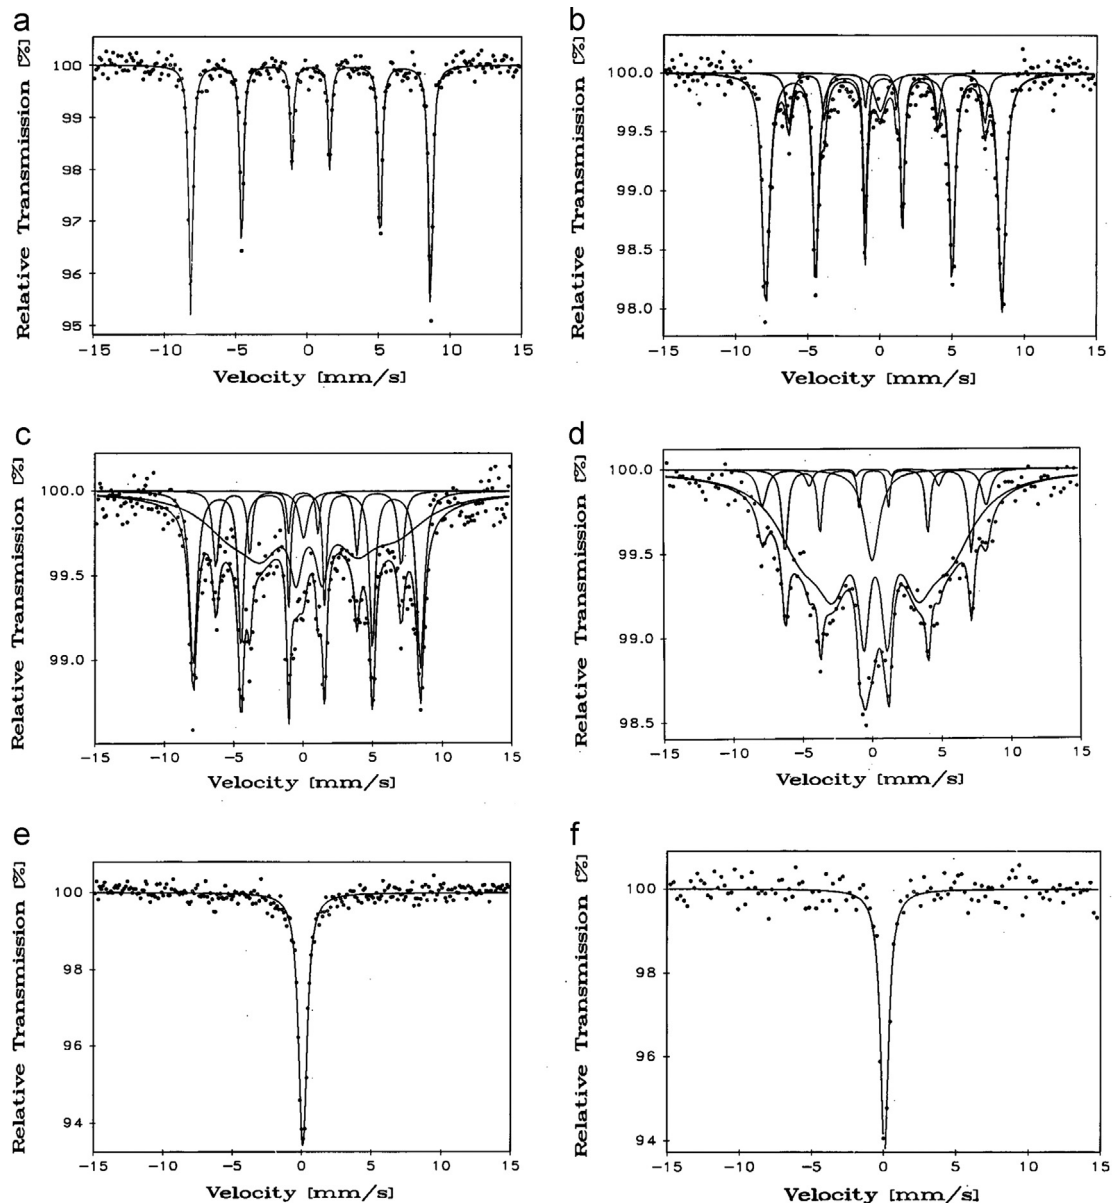 a
Relative Transmission [%]
100
99
98
97
96
95
-15 -10 -5 0 5 10 15
Velocity [mm/s]
b
Relative Transmission [%]
100.0
99.5
99.0
98.5
98.0
-15 -10 -5 0 5 10 15
Velocity [mm/s]
c
Relative Transmission [%]
100.0
99.5
99.0
-15 -10 -5 0 5 10 15
Velocity [mm/s]
d
Relative Transmission [%]
100.0
99.5
99.0
98.5
-15 -10 -5 0 5 10 15
Velocity [mm/s]
e
Relative Transmission [%]
100
98
96
94
-15 -10 -5 0 5 10 15
Velocity [mm/s]
f
Relative Transmission [%]
100
98
96
94
-15 -10 -5 0 5 10 15
Velocity [mm/s]